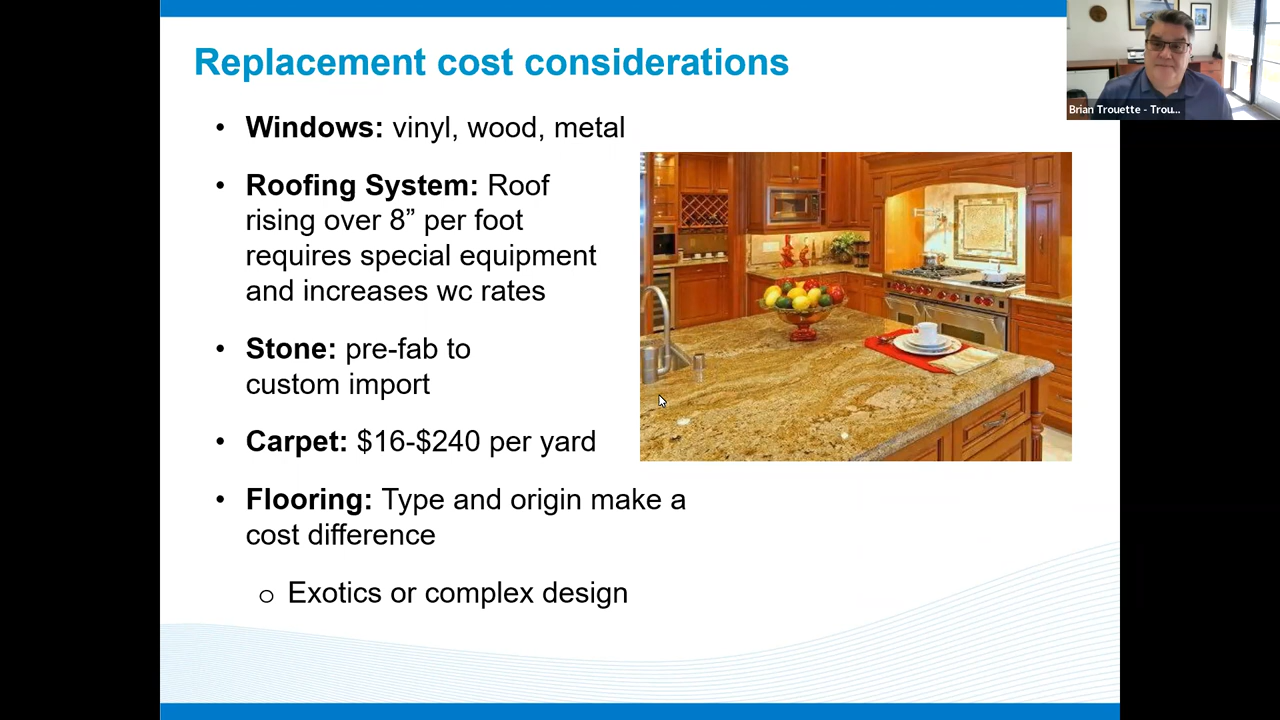 Replacement cost considerations
• Windows: vinyl, wood, metal
• Roofing System: Roof
rising over 8” per foot
requires special equipment
and increases wc rates
• Stone: pre-fab to
custom import
• Carpet: $16-$240 per yard
• Flooring: Type and origin make a
cost difference
o Exotics or complex design
Brian Trouette - Trou...